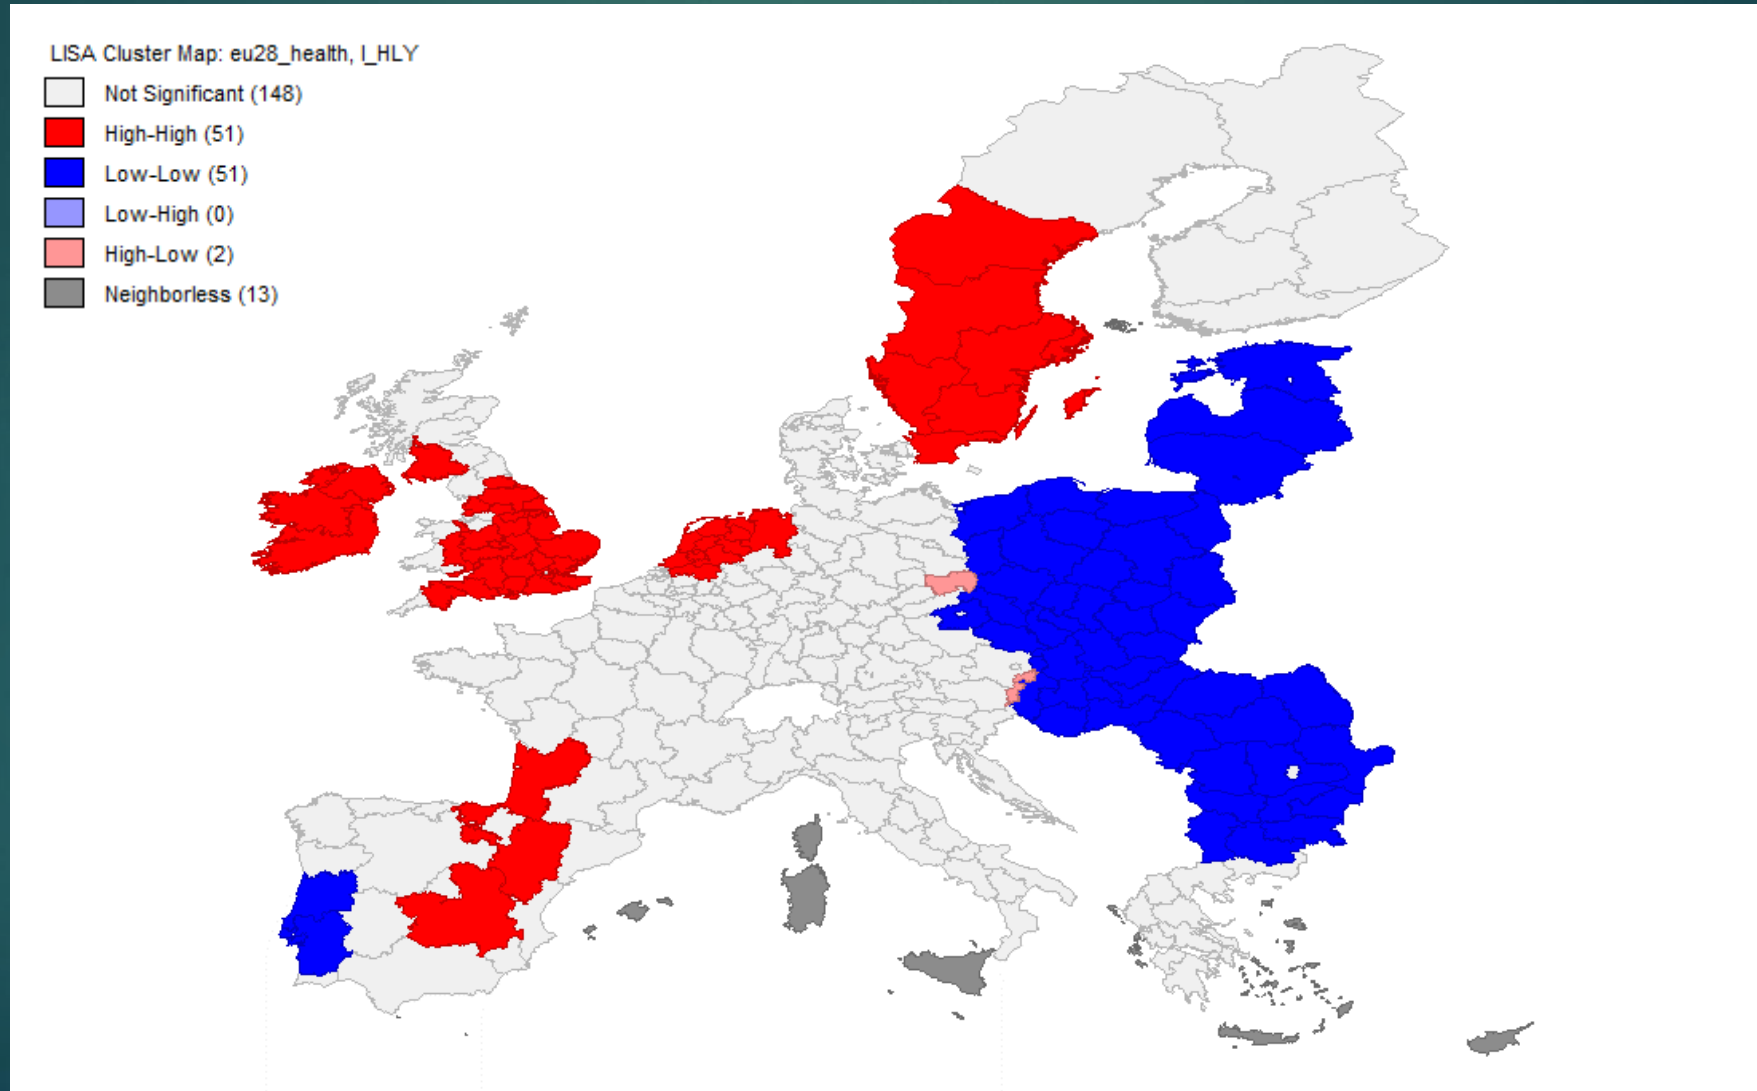 LISA Cluster Map: eu28_health, I_HLY
Not Significant (148)
High-High (51)
Low-Low (51)
Low-High (0)
High-Low (2)
Neighborless (13)